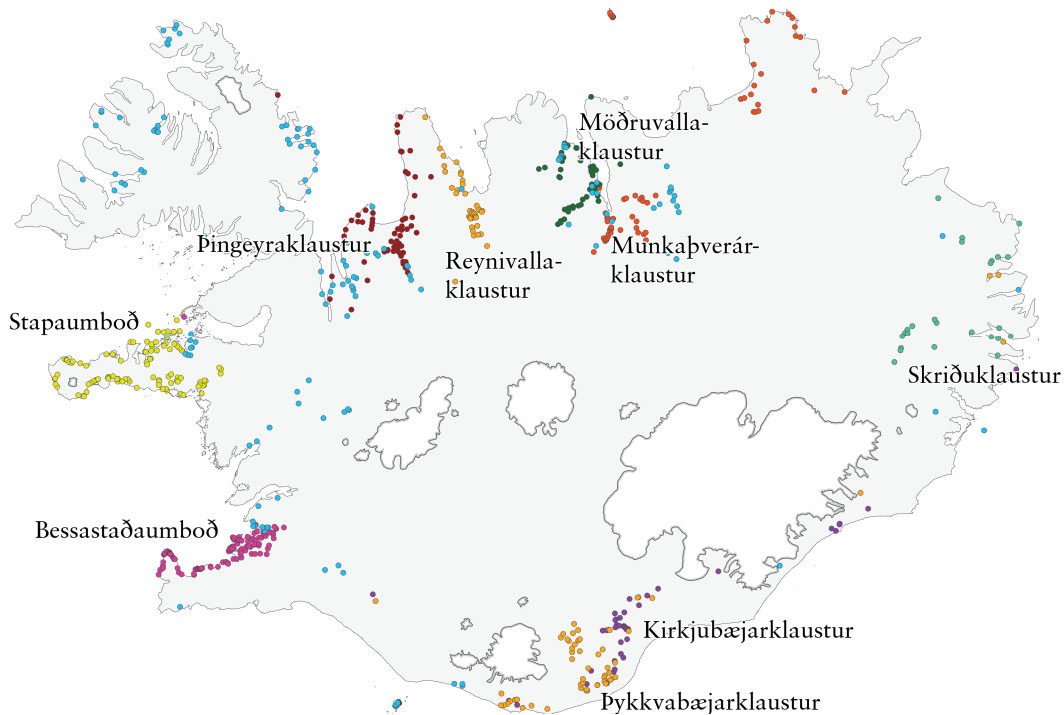 Möðruvalla-
klaustur
Þingeyraklaustur
Reynivalla-
klaustur
Munkaþverár-
klaustur
Stapaumboð
Skriðuklaustur
Bessastaðaumboð
Kirkjubæjarklaustur
Þykkvabæjarklaustur